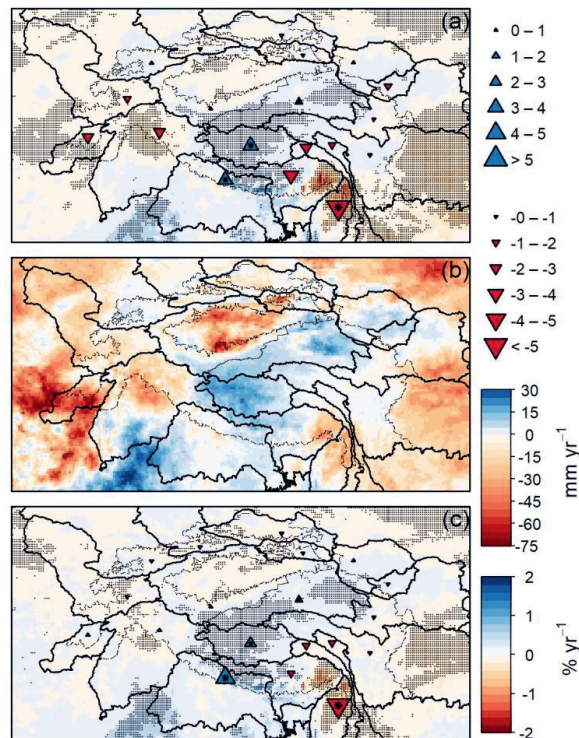 (a)
0 – 1
1 – 2
2 – 3
3 – 4
4 – 5
> 5
-0 – -1
-1 – -2
-2 – -3
-3 – -4
-4 – -5
< -5
(b)
30
15
0
-15
-30
-45
-60
-75
mm yr⁻¹
(c)
2
1
0
-1
-2
% yr⁻¹